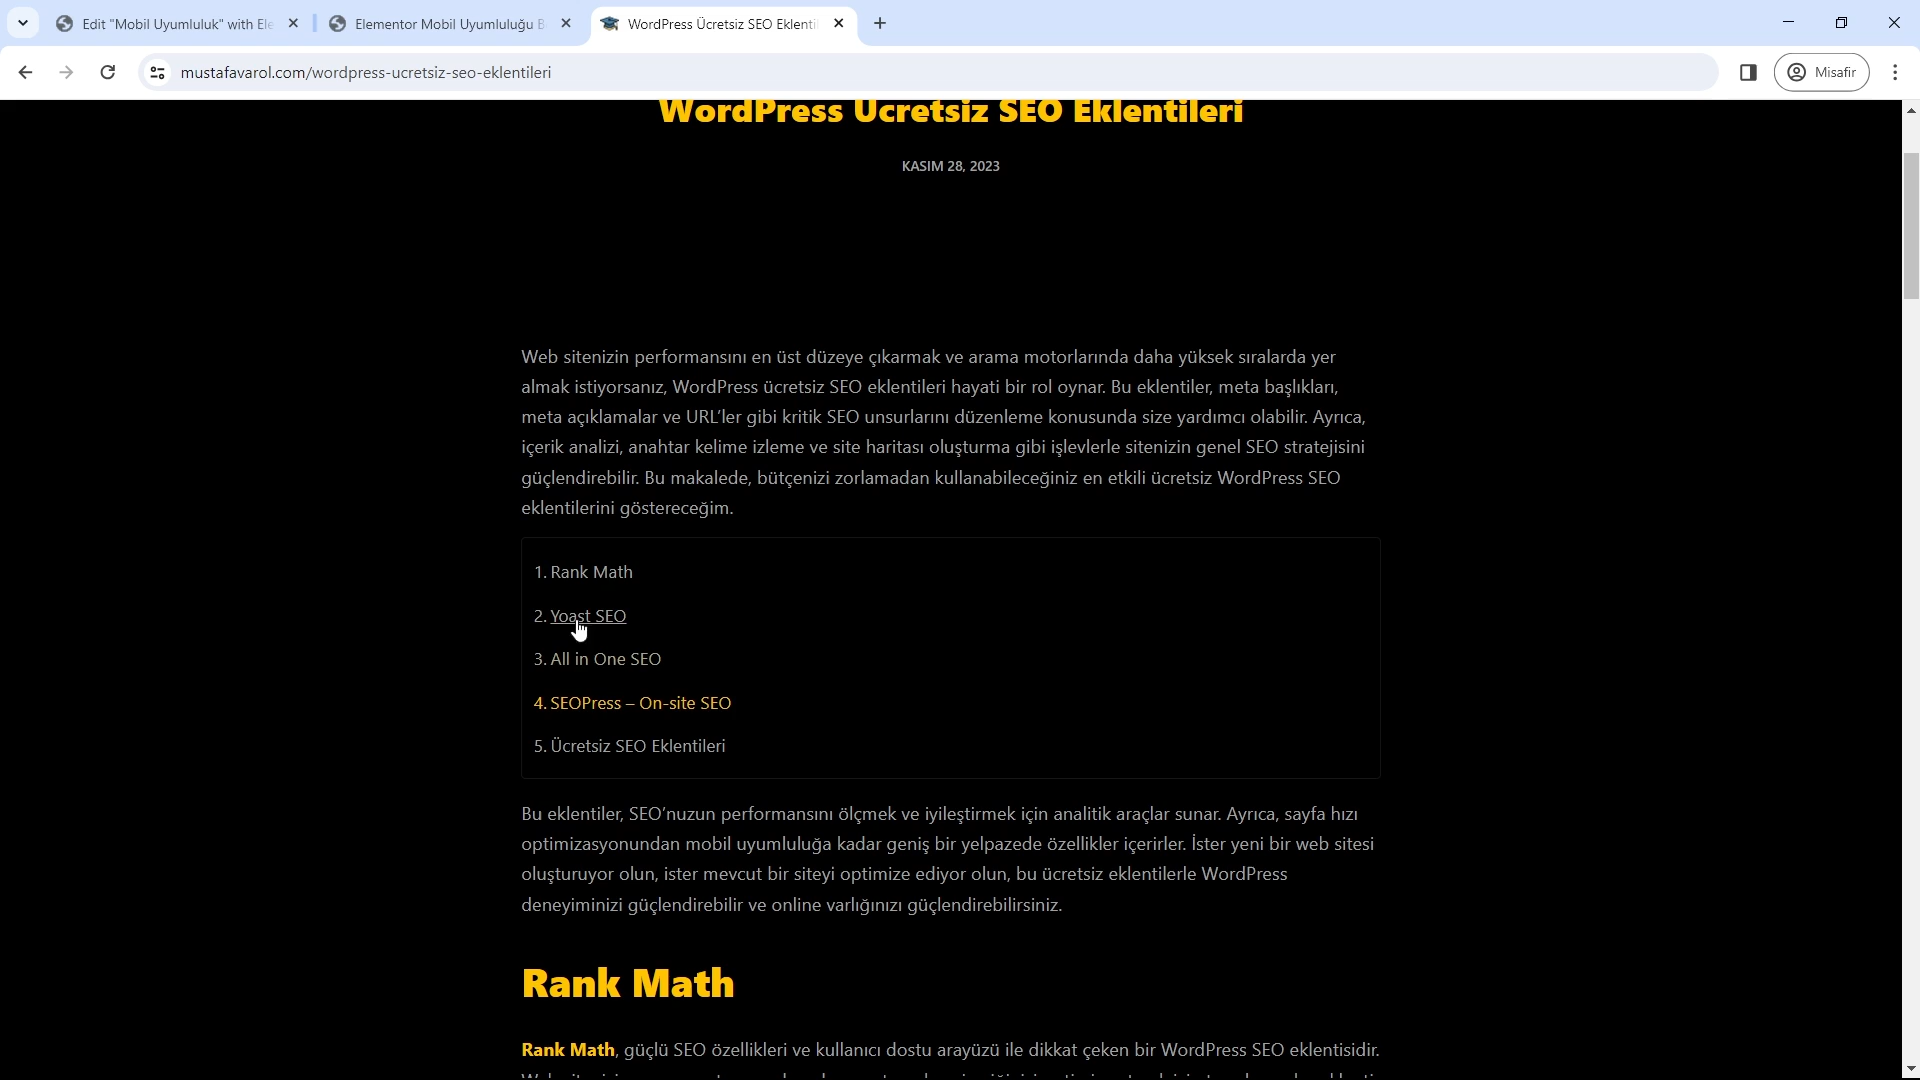 Edit "Mobil Uyumluluk" with Ele
Elementor Mobil Uyumluluğu B
WordPress Ücretsiz SEO Eklenti
mustafavarol.com/wordpress-ucretsiz-seo-eklentileri
Misafir
WordPress Ücretsiz SEO Eklentileri
KASIM 28, 2023
Web sitenizin performansını en üst düzeye çıkarmak ve arama motorlarında daha yüksek sıralarda yer
almak istiyorsanız, WordPress ücretsiz SEO eklentileri hayati bir rol oynar. Bu eklentiler, meta başlıkları,
meta açıklamalar ve URL’ler gibi kritik SEO unsurlarını düzenleme konusunda size yardımcı olabilir. Ayrıca,
içerik analizi, anahtar kelime izleme ve site haritası oluşturma gibi işlevlerle sitenizin genel SEO stratejisini
güçlendirebilir. Bu makalede, bütçenizi zorlamadan kullanabileceğiniz en etkili ücretsiz WordPress SEO
eklentilerini göstereceğim.
1. Rank Math
2. Yoast SEO
3. All in One SEO
4. SEOPress – On-site SEO
5. Ücretsiz SEO Eklentileri
Bu eklentiler, SEO’nuzun performansını ölçmek ve iyileştirmek için analitik araçlar sunar. Ayrıca, sayfa hızı
optimizasyonundan mobil uyumluluğa kadar geniş bir yelpazede özellikler içerirler. İster yeni bir web sitesi
oluşturuyor olun, ister mevcut bir siteyi optimize ediyor olun, bu ücretsiz eklentilerle WordPress
deneyiminizi güçlendirebilir ve online varlığınızı güçlendirebilirsiniz.
Rank Math
Rank Math, güçlü SEO özellikleri ve kullanıcı dostu arayüzü ile dikkat çeken bir WordPress SEO eklentisidir.